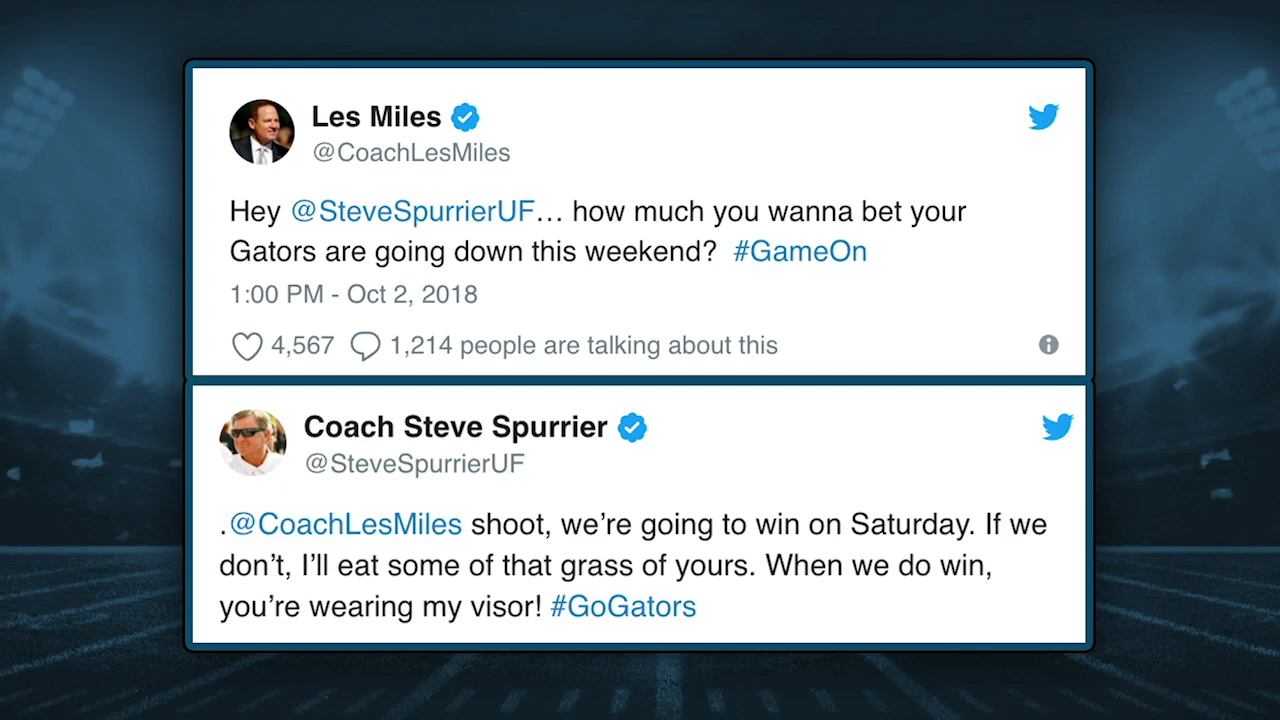 Les Miles
@CoachLesMiles
Hey @SteveSpurrierUF... how much you wanna bet your
Gators are going down this weekend? #GameOn
1:00 PM - Oct 2, 2018
4,567 1,214 people are talking about this
Coach Steve Spurrier
@SteveSpurrierUF
.@CoachLesMiles shoot, we’re going to win on Saturday. If we
don’t, I’ll eat some of that grass of yours. When we do win,
you’re wearing my visor! #GoGators